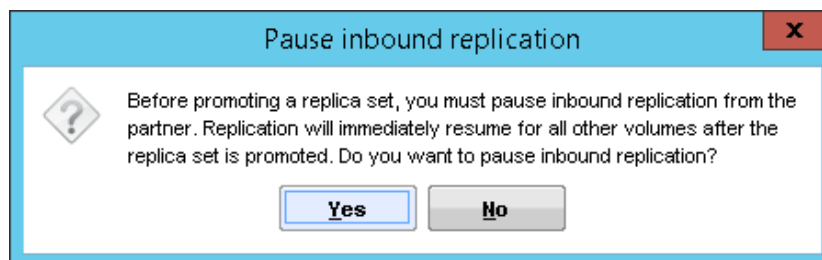 Pause inbound replication
x
?
Before promoting a replica set, you must pause inbound replication from the
partner. Replication will immediately resume for all other volumes after the
replica set is promoted. Do you want to pause inbound replication?
Yes No